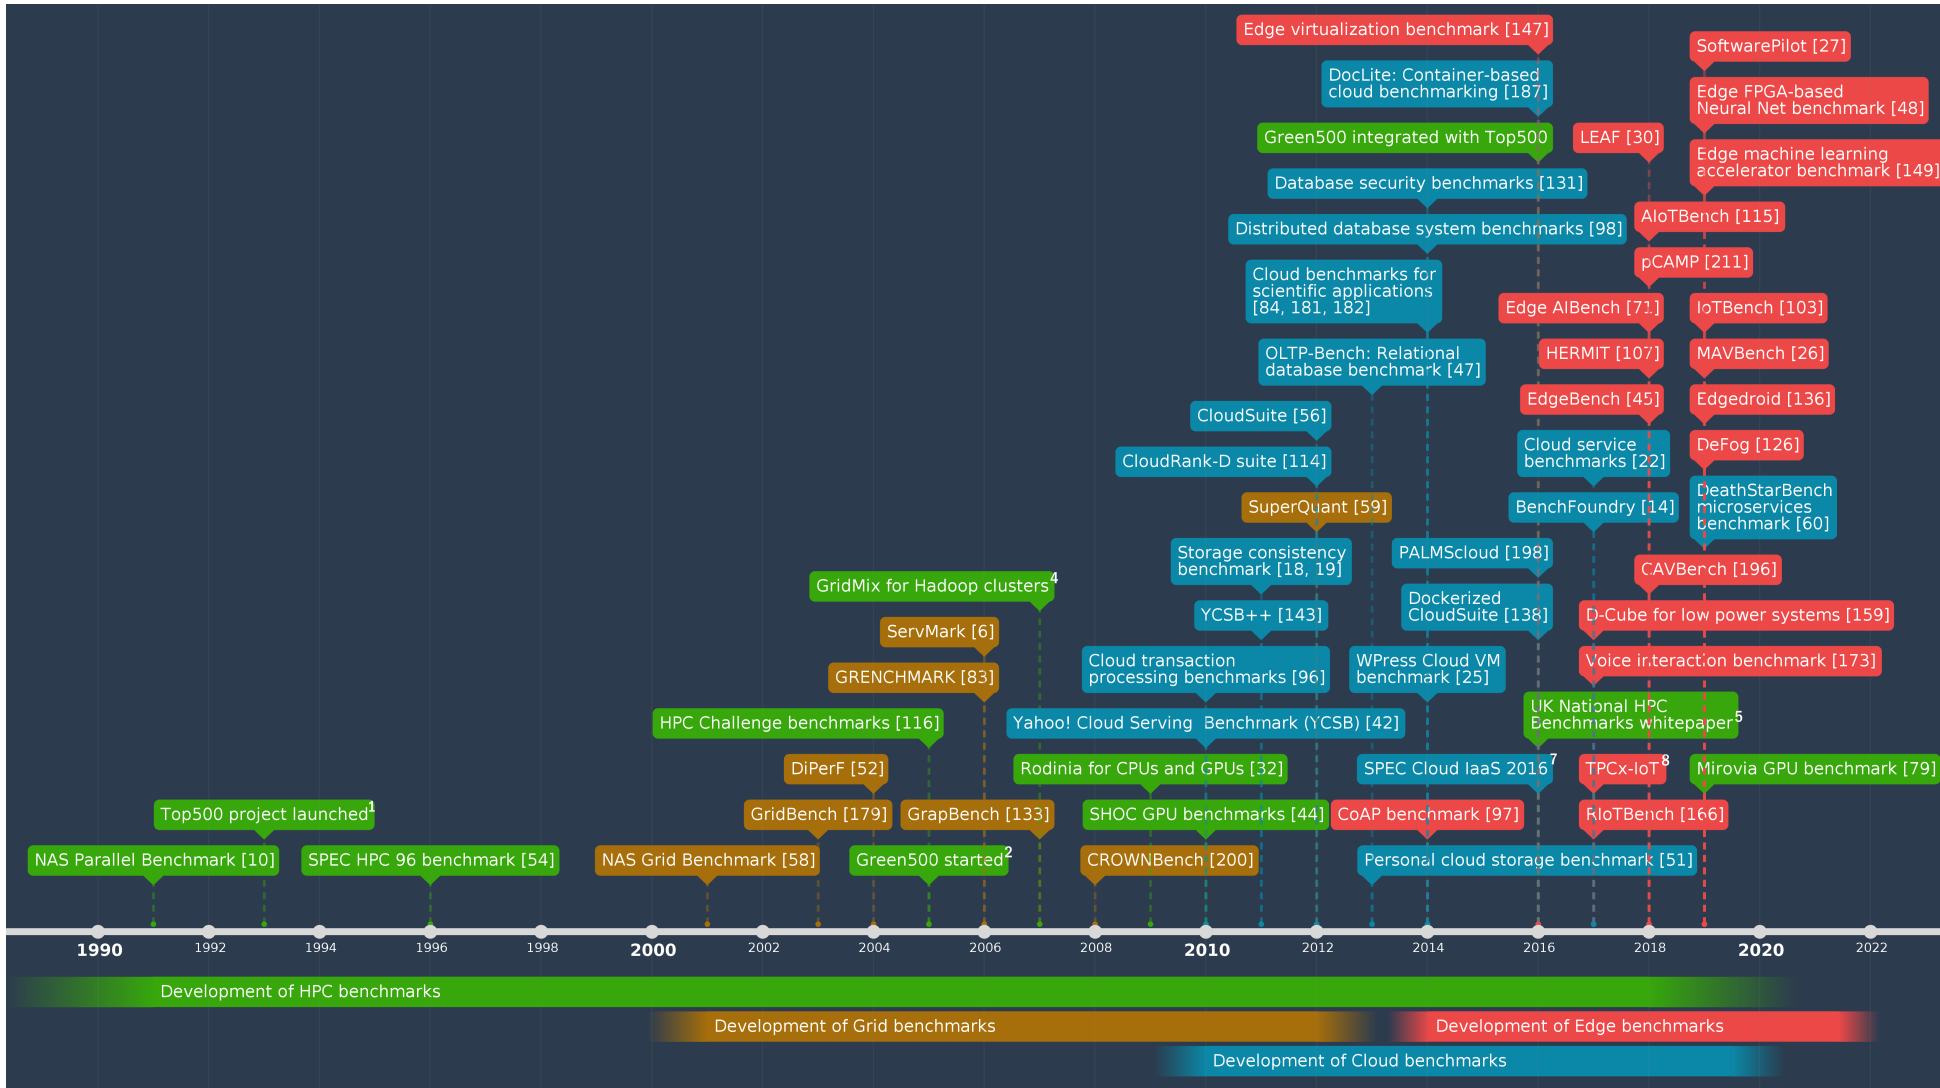 Edge virtualization benchmark [147]
SoftwarePilot [27]
DocLite: Container-based
cloud benchmarking [187]
Edge FPGA-based
Neural Net benchmark [48]
Green500 integrated with Top500
LEAF [30]
Edge machine learning
accelerator benchmark [149]
Database security benchmarks [131]
AIoTBench [115]
Distributed database system benchmarks [98]
pCAMP [211]
Cloud benchmarks for
scientific applications
[84, 181, 182]
Edge AIBench [71]
IoTBench [103]
OLTP-Bench: Relational
database benchmark [47]
HERMIT [107]
MAVBench [26]
EdgeBench [45]
Edgedroid [136]
CloudSuite [56]
Cloud service
benchmarks [22]
DeFog [126]
CloudRank-D suite [114]
DeathStarBench
microservices
benchmark [60]
SuperQuant [59]
BenchFoundry [14]
Storage consistency
benchmark [18, 19]
PALMScloud [198]
CAVBench [196]
GridMix for Hadoop clusters4
Dockerized
CloudSuite [138]
YCSB++ [143]
D-Cube for low power systems [159]
ServMark [6]
Cloud transaction
processing benchmarks [96]
WPress Cloud VM
benchmark [25]
Voice interaction benchmark [173]
GRENCHMARK [83]
UK National HPC
Benchmarks whitepaper5
HPC Challenge benchmarks [116]
Yahoo! Cloud Serving Benchmark (YCSB) [42]
DiPerF [52]
Rodinia for CPUs and GPUs [32]
SPEC Cloud IaaS 20167
TPCx-IoT8
Mirovia GPU benchmark [79]
Top500 project launched1
GridBench [179]
GrapBench [133]
SHOC GPU benchmarks [44]
CoAP benchmark [97]
RIoTBench [166]
NAS Parallel Benchmark [10]
SPEC HPC 96 benchmark [54]
NAS Grid Benchmark [58]
Green500 started2
CROWNBench [200]
Personal cloud storage benchmark [51]
1990 1992 1994 1996 1998 2000 2002 2004 2006 2008 2010 2012 2014 2016 2018 2020 2022
Development of HPC benchmarks
Development of Grid benchmarks
Development of Edge benchmarks
Development of Cloud benchmarks